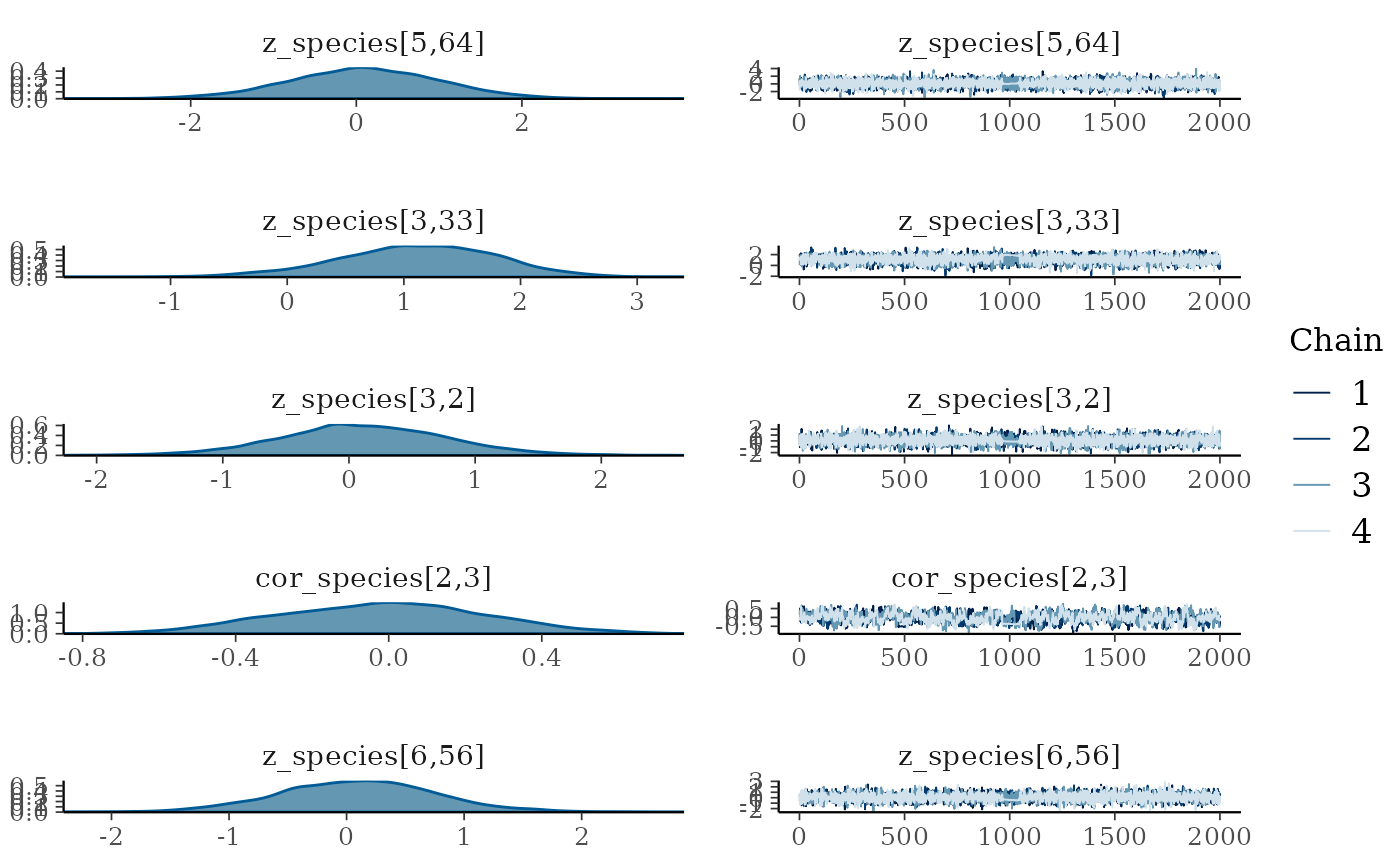 z_species[5,64] z_species[5,64]
-2 0 2 0 500 1000 1500 2000
z_species[3,33] z_species[3,33]
-1 0 1 2 3 0 500 1000 1500 2000
Chain
1
2
3
4
z_species[3,2] z_species[3,2]
-2 -1 0 1 2 0 500 1000 1500 2000
cor_species[2,3] cor_species[2,3]
-0.8 -0.4 0.0 0.4 0 500 1000 1500 2000
z_species[6,56] z_species[6,56]
-2 -1 0 1 2 0 500 1000 1500 2000